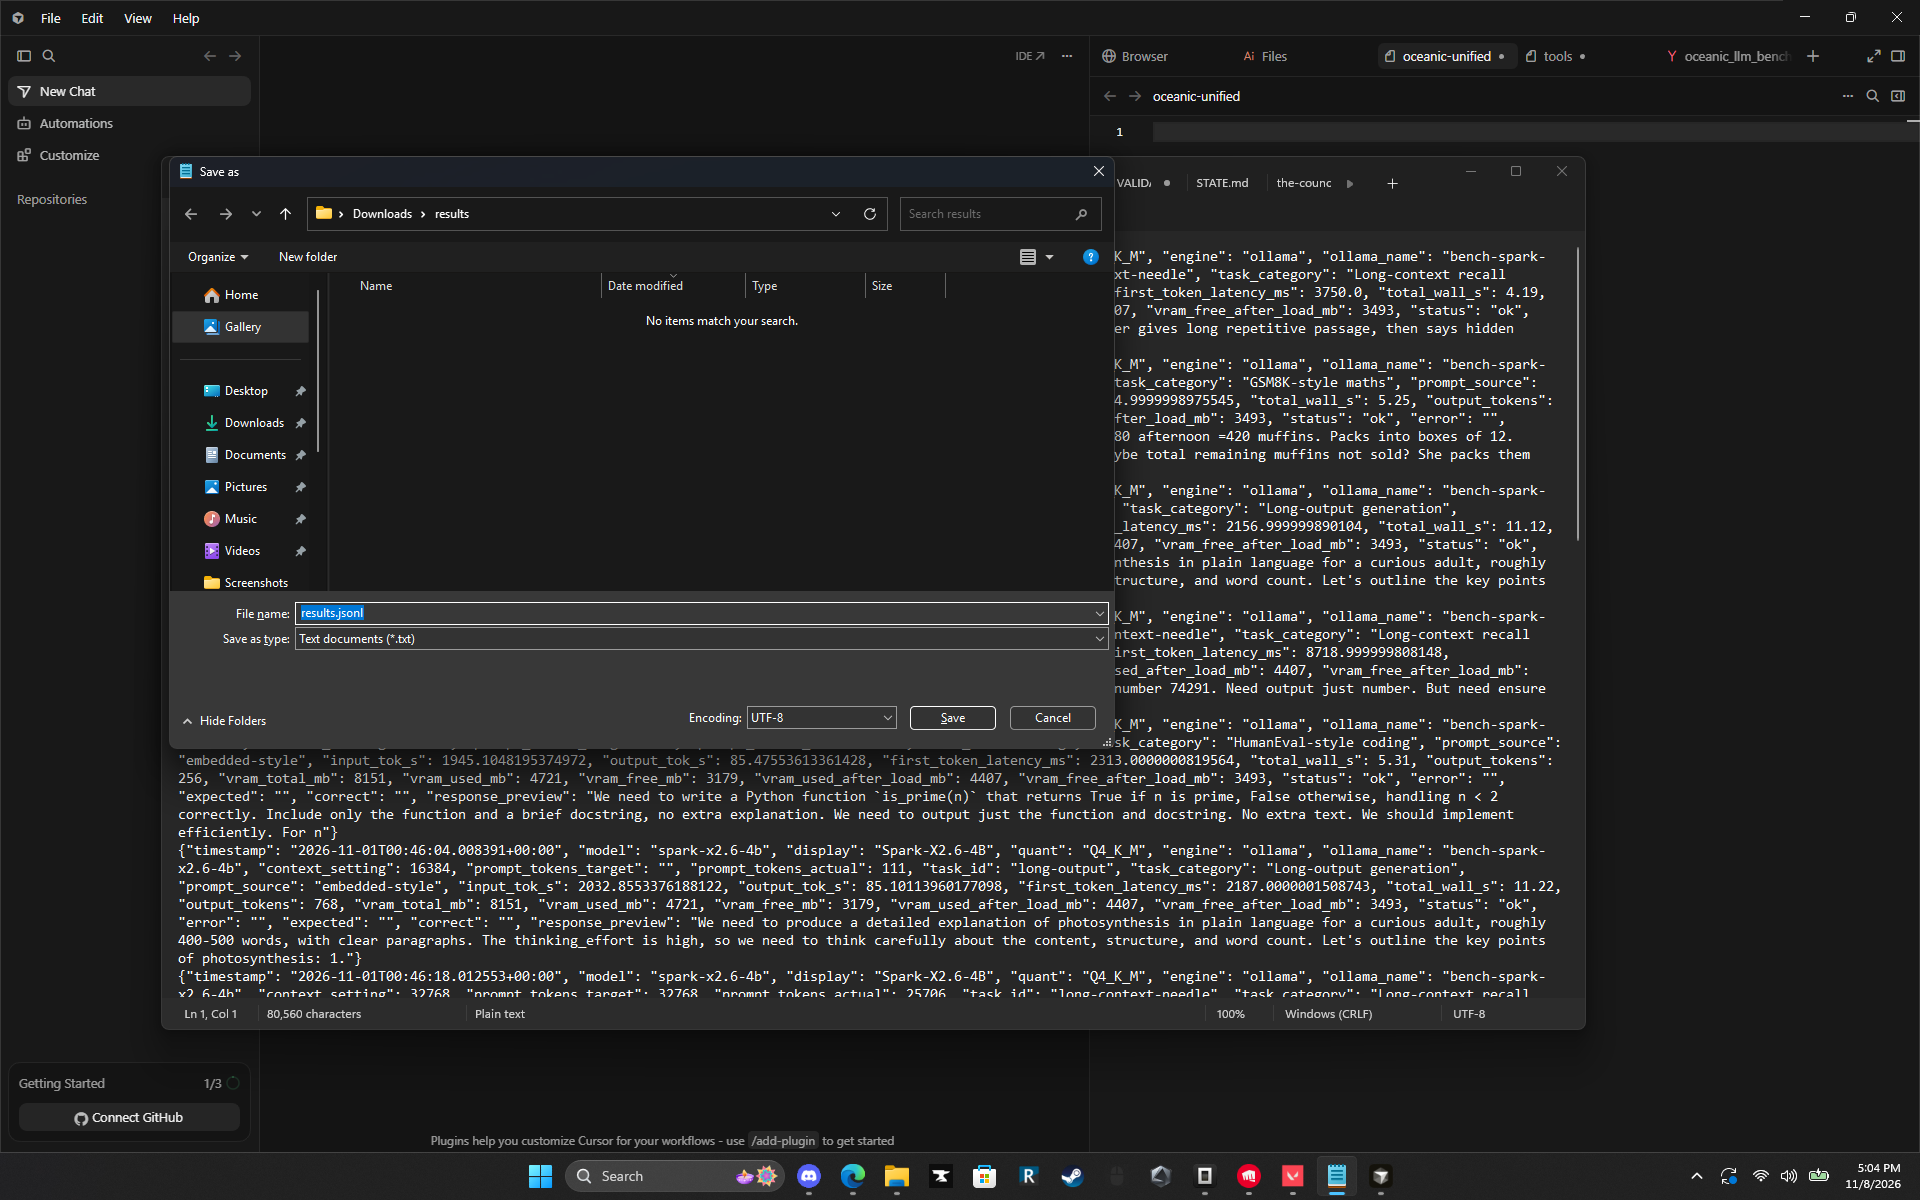 File Edit View Help
New Chat
Automations
Customize
Repositories
IDE
Browser
Files
oceanic-unified
tools
oceanic_llm_bench
oceanic-unified
1
Save as
Downloads
results
Search results
Organize
New folder
Name
Date modified
Type
Size
Home
Gallery
No items match your search.
Desktop
Downloads
Documents
Pictures
Music
Videos
Screenshots
File name: results.jsonl
Save as type: Text documents (*.txt)
Hide Folders
Encoding: UTF-8
Save
Cancel
STATE.md
the-counc
K_M", "engine": "ollama", "ollama_name": "bench-spark-
xt-needle", "task_category": "Long-context recall
first_token_latency_ms": 3750.0, "total_wall_s": 4.19,
07, "vram_free_after_load_mb": 3493, "status": "ok",
er gives long repetitive passage, then says hidden
K_M", "engine": "ollama", "ollama_name": "bench-spark-
task_category": "GSM8K-style maths", "prompt_source":
4.9999998975545, "total_wall_s": 5.25, "output_tokens":
fter_load_mb": 3493, "status": "ok", "error": "",
80 afternoon =420 muffins. Packs into boxes of 12.
ybe total remaining muffins not sold? She packs them
K_M", "engine": "ollama", "ollama_name": "bench-spark-
"task_category": "Long-output generation",
_latency_ms": 2156.999999890104, "total_wall_s": 11.12,
407, "vram_free_after_load_mb": 3493, "status": "ok",
nthesis in plain language for a curious adult, roughly
tructure, and word count. Let's outline the key points
K_M", "engine": "ollama", "ollama_name": "bench-spark-
ntext-needle", "task_category": "Long-context recall
irst_token_latency_ms": 8718.999999808148,
sed_after_load_mb": 4407, "vram_free_after_load_mb":
number 74291. Need output just number. But need ensure
K_M", "engine": "ollama", "ollama_name": "bench-spark-
sk_category": "HumanEval-style coding", "prompt_source":
"embedded-style", "input_tok_s": 1945.1048195374972, "output_tok_s": 85.47553613361428, "first_token_latency_ms": 2313.0000000819564, "total_wall_s": 5.31, "output_tokens":
256, "vram_total_mb": 8151, "vram_used_mb": 4721, "vram_free_mb": 3179, "vram_used_after_load_mb": 4407, "vram_free_after_load_mb": 3493, "status": "ok", "error": "",
"expected": "", "correct": "", "response_preview": "We need to write a Python function `is_prime(n)` that returns True if n is prime, False otherwise, handling n < 2
correctly. Include only the function and a brief docstring, no extra explanation. We need to output just the function and docstring. No extra text. We should implement
efficiently. For n"}
{"timestamp": "2026-11-01T00:46:04.008391+00:00", "model": "spark-x2.6-4b", "display": "Spark-X2.6-4B", "quant": "Q4_K_M", "engine": "ollama", "ollama_name": "bench-spark-
x2.6-4b", "context_setting": 16384, "prompt_tokens_target": "", "prompt_tokens_actual": 111, "task_id": "long-output", "task_category": "Long-output generation",
"prompt_source": "embedded-style", "input_tok_s": 2032.8553376188122, "output_tok_s": 85.10113960177098, "first_token_latency_ms": 2187.0000001508743, "total_wall_s": 11.22,
"output_tokens": 768, "vram_total_mb": 8151, "vram_used_mb": 4721, "vram_free_mb": 3179, "vram_used_after_load_mb": 4407, "vram_free_after_load_mb": 3493, "status": "ok",
"error": "", "expected": "", "correct": "", "response_preview": "We need to produce a detailed explanation of photosynthesis in plain language for a curious adult, roughly
400-500 words, with clear paragraphs. The thinking_effort is high, so we need to think carefully about the content, structure, and word count. Let's outline the key points
of photosynthesis: 1."}
{"timestamp": "2026-11-01T00:46:18.012553+00:00", "model": "spark-x2.6-4b", "display": "Spark-X2.6-4B", "quant": "Q4_K_M", "engine": "ollama", "ollama_name": "bench-spark-
x2.6-4b", "context_setting": 32768, "prompt_tokens_target": 32768, "prompt_tokens_actual": 25706, "task_id": "long-context-needle", "task_category": "Long-context recall
Ln 1, Col 1
80,560 characters
Plain text
100%
Windows (CRLF)
UTF-8
Getting Started
1/3
Connect GitHub
Plugins help you customize Cursor for your workflows - use /add-plugin to get started
Search
5:04 PM
11/8/2026